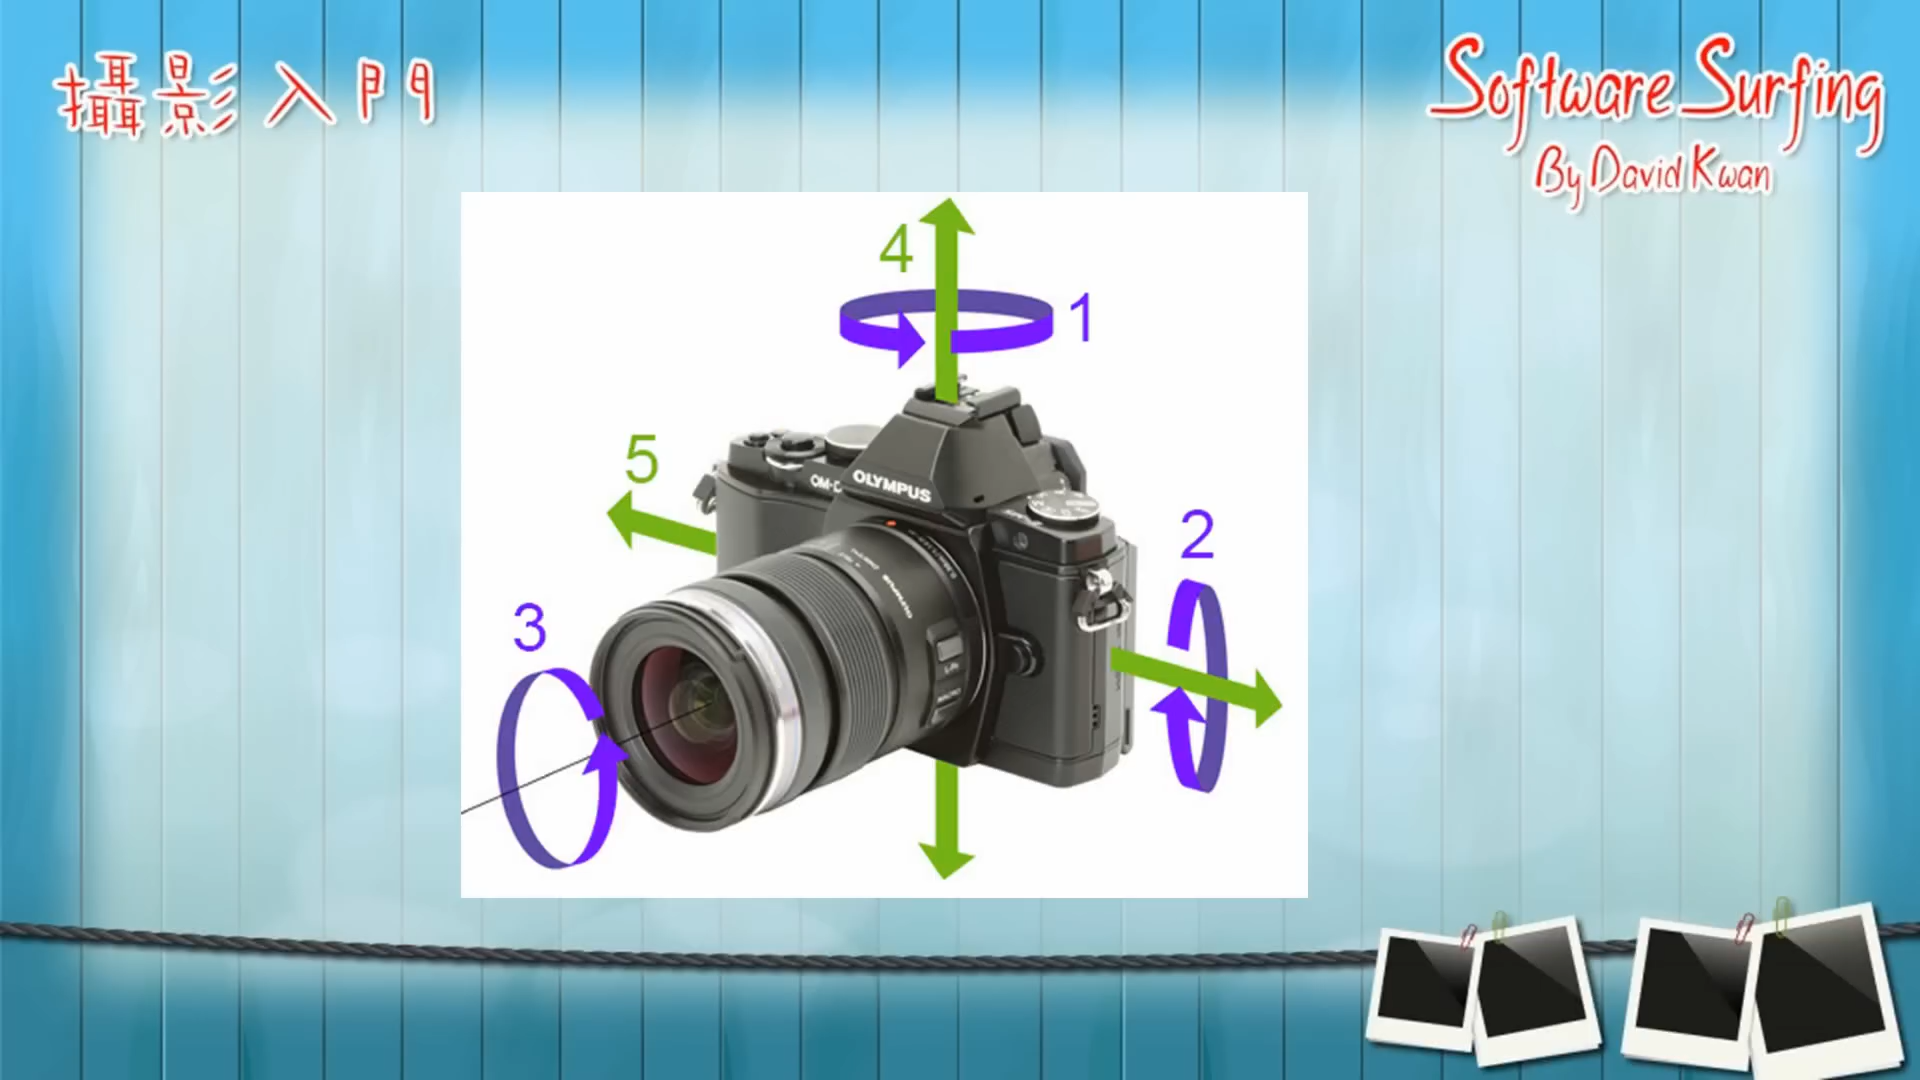 攝影入門
Software Surfing
By David Kwan
4
1
5
OM-D
OLYMPUS
2
3